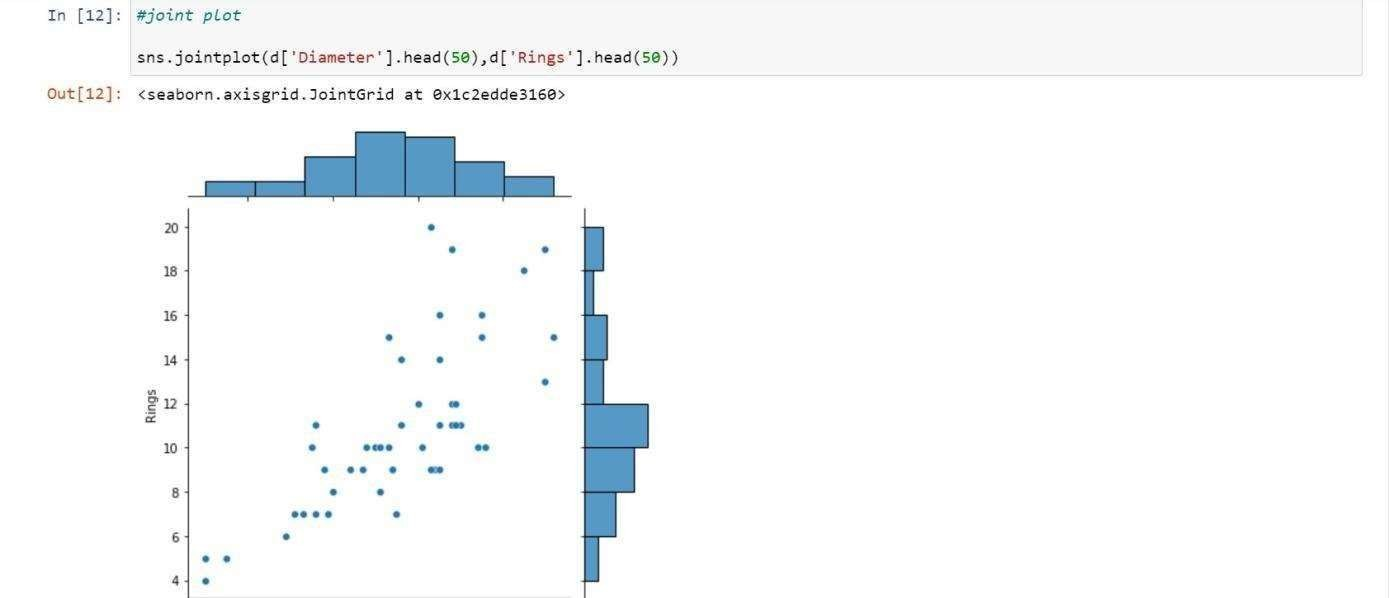 In [12]: #joint plot
sns.jointplot(d['Diameter'].head(50),d['Rings'].head(50))
Out[12]: <seaborn.axisgrid.JointGrid at 0x1c2edde3160>
20
18
16
14
12
Rings
10
8
6
4